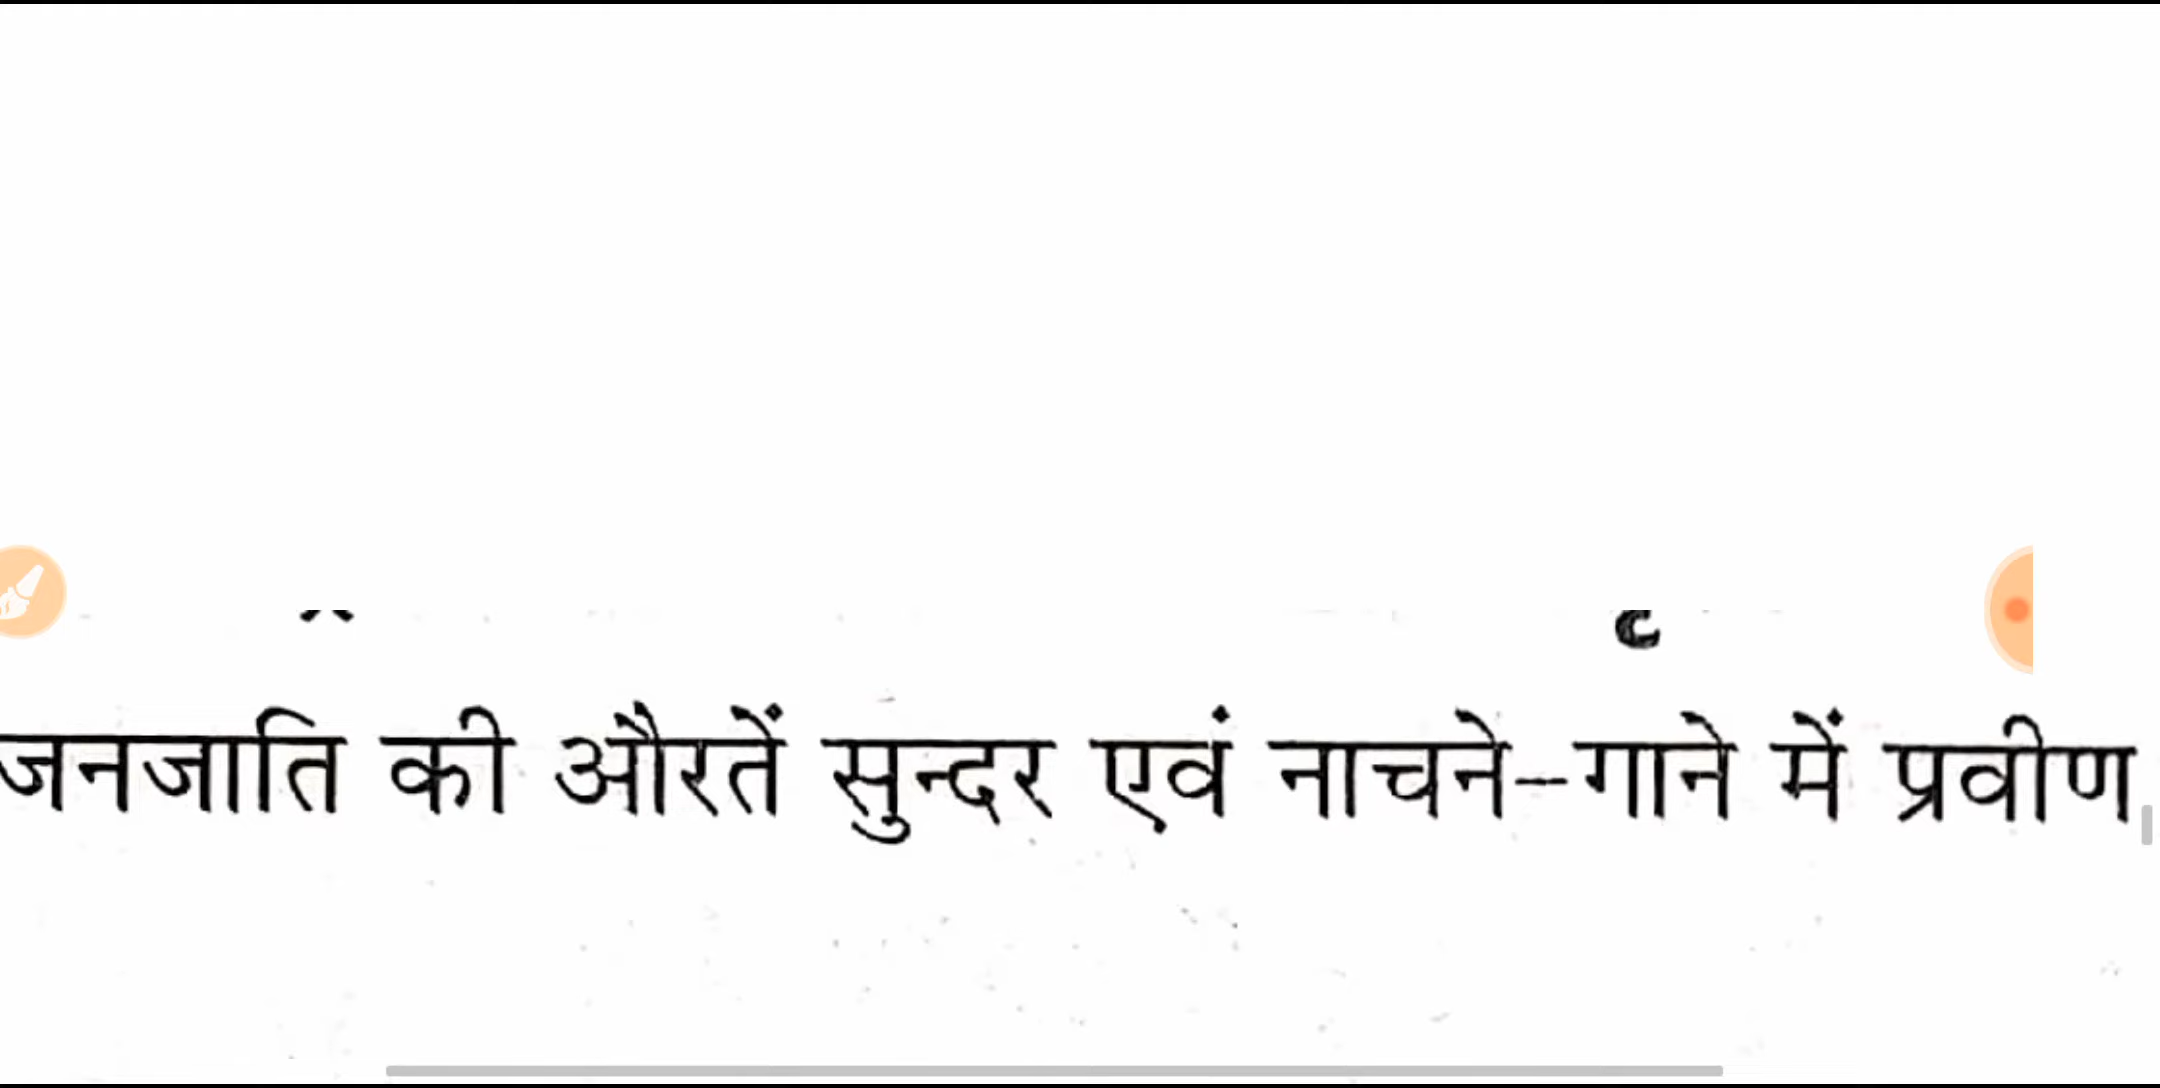 जनजाति की औरतें सुन्दर एवं नाचने-गाने में प्रवीण